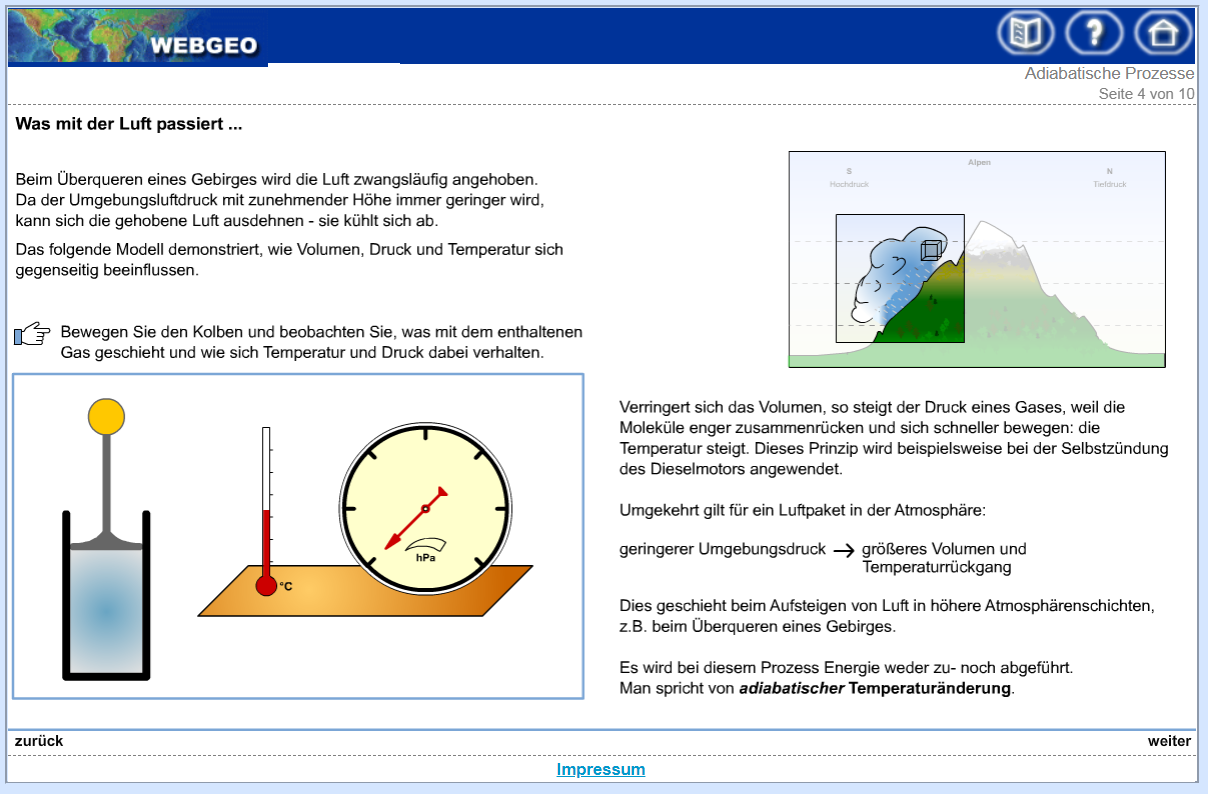 WEBGEO
Adiabatische Prozesse
Seite 4 von 10
Was mit der Luft passiert ...
Beim Überqueren eines Gebirges wird die Luft zwangsläufig angehoben.
Da der Umgebungsluftdruck mit zunehmender Höhe immer geringer wird,
kann sich die gehobene Luft ausdehnen - sie kühlt sich ab.
Das folgende Modell demonstriert, wie Volumen, Druck und Temperatur sich
gegenseitig beeinflussen.
Bewegen Sie den Kolben und beobachten Sie, was mit dem enthaltenen
Gas geschieht und wie sich Temperatur und Druck dabei verhalten.
°C
hPa
Alpen
S
Hochdruck
N
Tiefdruck
Verringert sich das Volumen, so steigt der Druck eines Gases, weil die
Moleküle enger zusammenrücken und sich schneller bewegen: die
Temperatur steigt. Dieses Prinzip wird beispielsweise bei der Selbstzündung
des Dieselmotors angewendet.
Umgekehrt gilt für ein Luftpaket in der Atmosphäre:
geringerer Umgebungsdruck → größeres Volumen und
Temperaturrückgang
Dies geschieht beim Aufsteigen von Luft in höhere Atmosphärenschichten,
z.B. beim Überqueren eines Gebirges.
Es wird bei diesem Prozess Energie weder zu- noch abgeführt.
Man spricht von adiabatischer Temperaturänderung.
zurück
weiter
Impressum